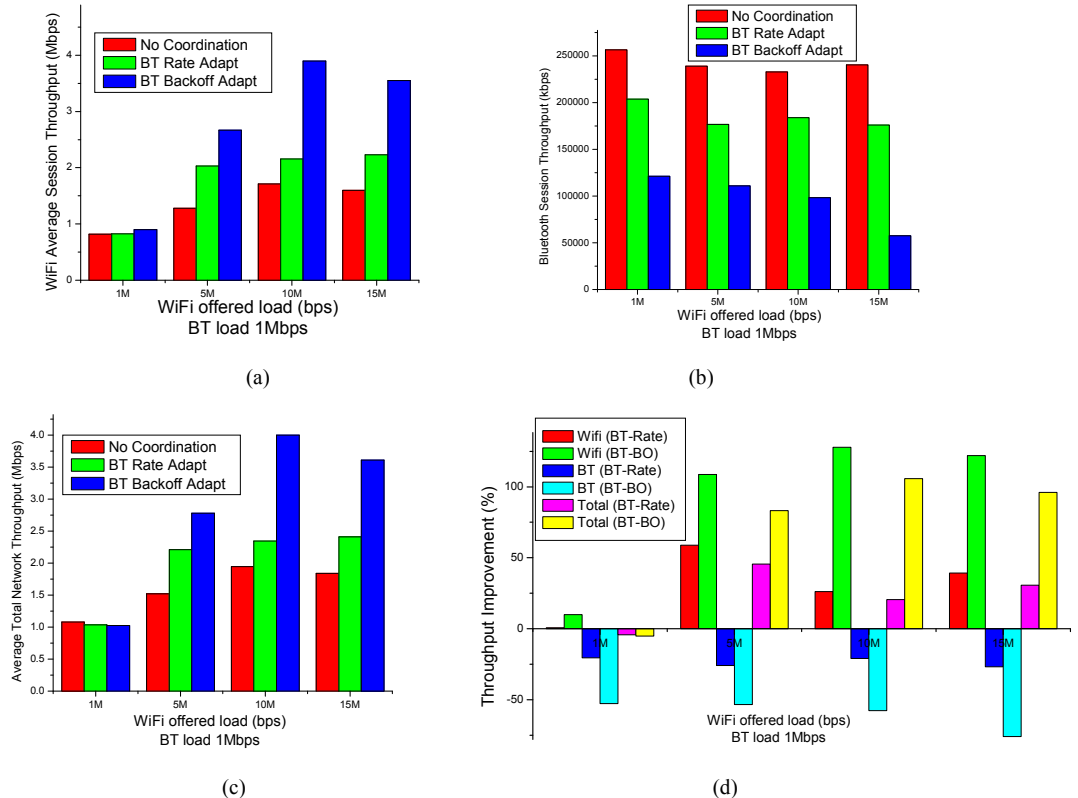 WiFi Average Session Throughput (Mbps)
4
3
2
1
0
No Coordination
BT Rate Adapt
BT Backoff Adapt
1M
5M
10M
15M
WiFi offered load (bps)
BT load 1Mbps
(a)
Bluetooth Session Throughput (kbps)
250000
200000
150000
100000
50000
0
No Coordination
BT Rate Adapt
BT Backoff Adapt
1M
5M
10M
15M
WiFi offered load (bps)
BT load 1Mbps
(b)
Average Total Network Throughput (Mbps)
4.0
3.5
3.0
2.5
2.0
1.5
1.0
0.5
0.0
No Coordination
BT Rate Adapt
BT Backoff Adapt
1M
5M
10M
15M
WiFi offered load (bps)
BT load 1Mbps
(c)
Throughput Improvement (%)
100
50
0
-50
Wifi (BT-Rate)
Wifi (BT-BO)
BT (BT-Rate)
BT (BT-BO)
Total (BT-Rate)
Total (BT-BO)
1M
5M
10M
15M
WiFi offered load (bps)
BT load 1Mbps
(d)